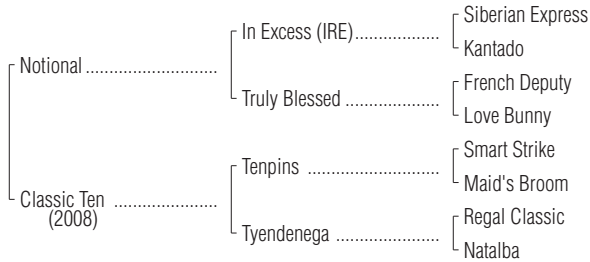 Siberian Express
In Excess (IRE)..................
Kantado
Notional ............................
French Deputy
Truly Blessed ....................
Love Bunny
Smart Strike
Tenpins ............................
Maid's Broom
Classic Ten ......................
(2008)
Regal Classic
Tyendenega ......................
Natalba